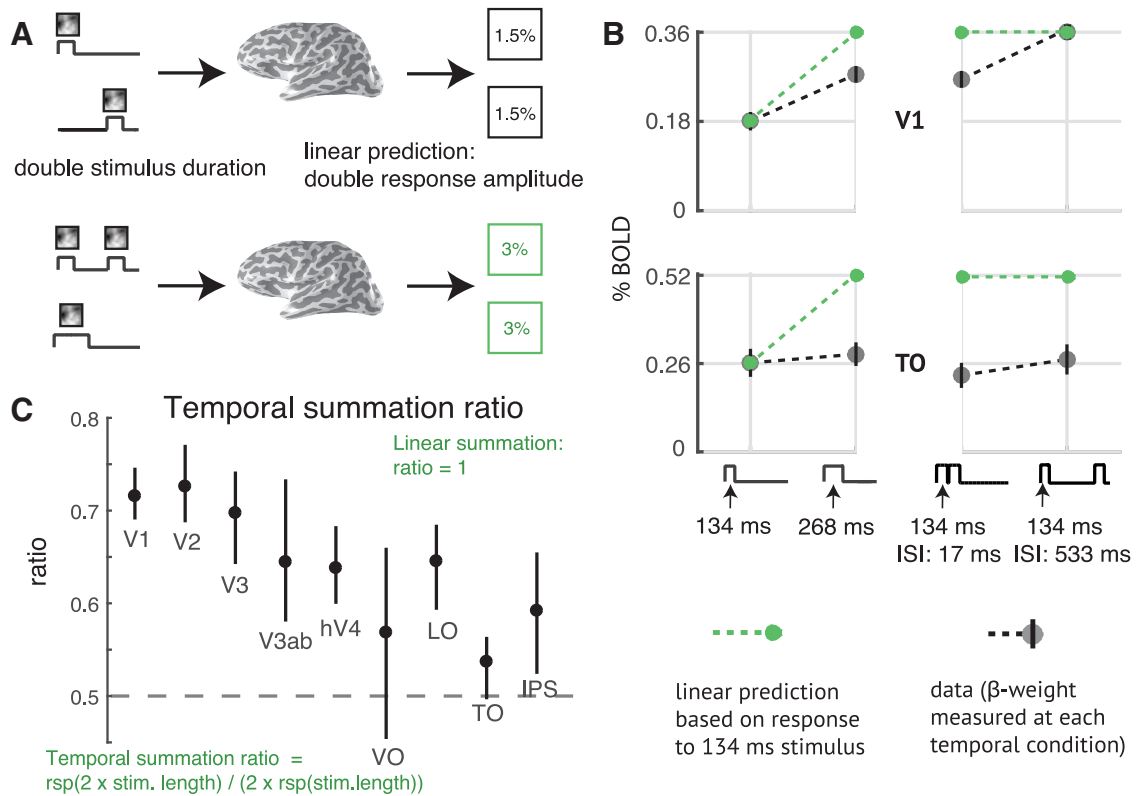 A
1.5%
1.5%
double stimulus duration
linear prediction:
double response amplitude
3%
3%
B
% BOLD
0.36
0.18
0
V1
0.52
0.26
0
TO
134 ms
268 ms
134 ms
ISI: 17 ms
134 ms
ISI: 533 ms
linear prediction
based on response
to 134 ms stimulus
data (β-weight
measured at each
temporal condition)
C
Temporal summation ratio
Linear summation:
ratio = 1
ratio
0.8
0.7
0.6
0.5
V1
V2
V3
V3ab
hV4
VO
LO
TO
IPS
Temporal summation ratio =
rsp(2 x stim. length) / (2 x rsp(stim.length))